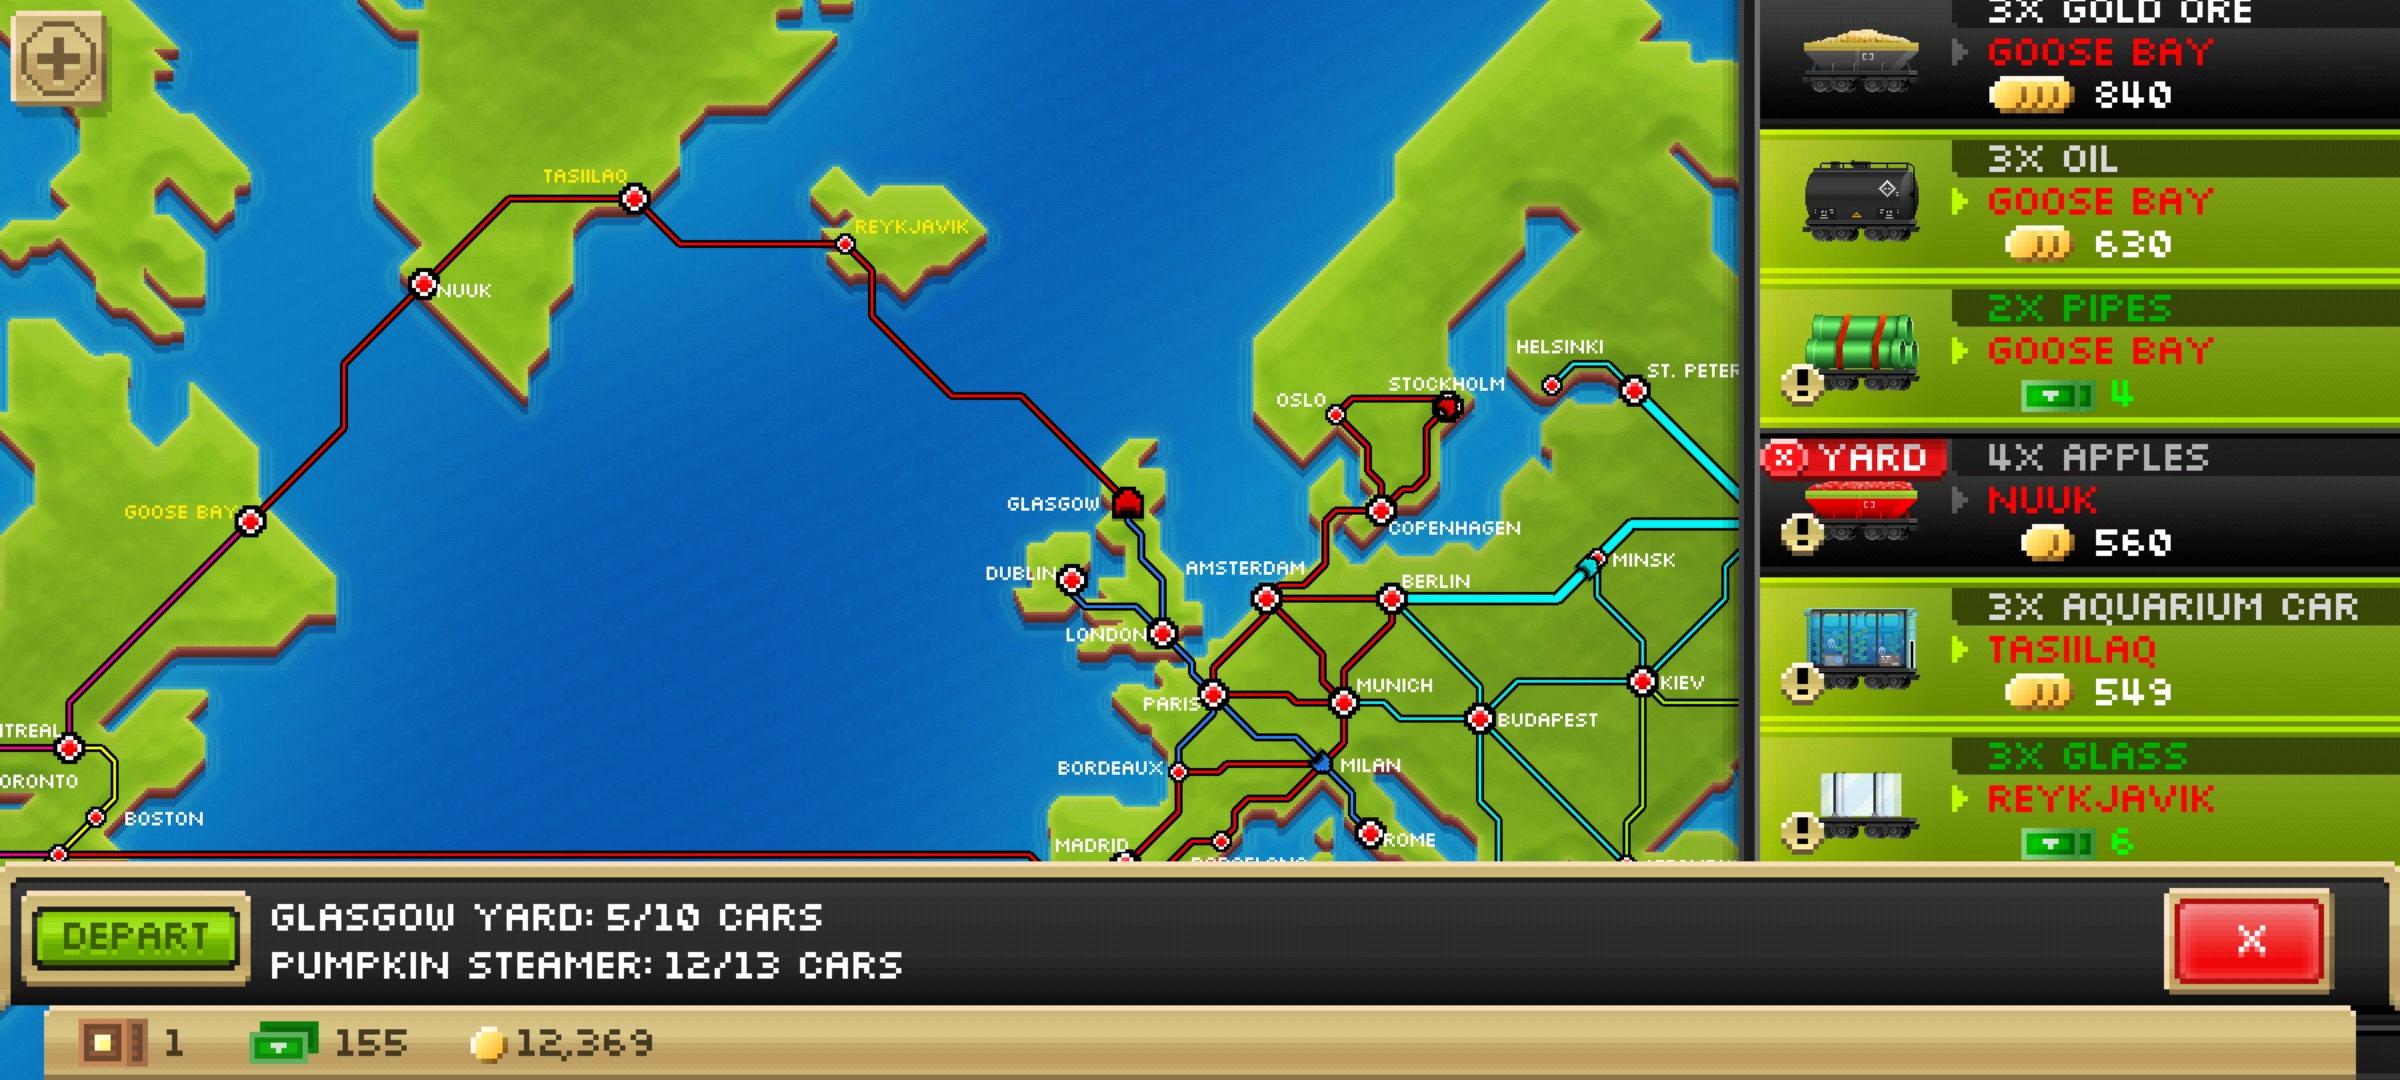 3X GOLD ORE
GOOSE BAY
840
3X OIL
GOOSE BAY
630
2X PIPES
GOOSE BAY
4
YARD
4X APPLES
NUUK
560
3X AQUARIUM CAR
TASIILAQ
549
3X GLASS
REYKJAVIK
6
TASIILAQ
REYKJAVIK
NUUK
HELSINKI
ST. PETER
STOCKHOLM
OSLO
GLASGOW
GOOSE BAY
COPENHAGEN
MINSK
AMSTERDAM
DUBLIN
BERLIN
LONDON
MUNICH
KIEV
PARIS
BUDAPEST
TREAL
MILAN
BORDEAUX
ORONTO
BOSTON
ROME
MADRID
DEPART
GLASGOW YARD: 5/10 CARS
PUMPKIN STEAMER: 12/13 CARS
X
1
155
12,369